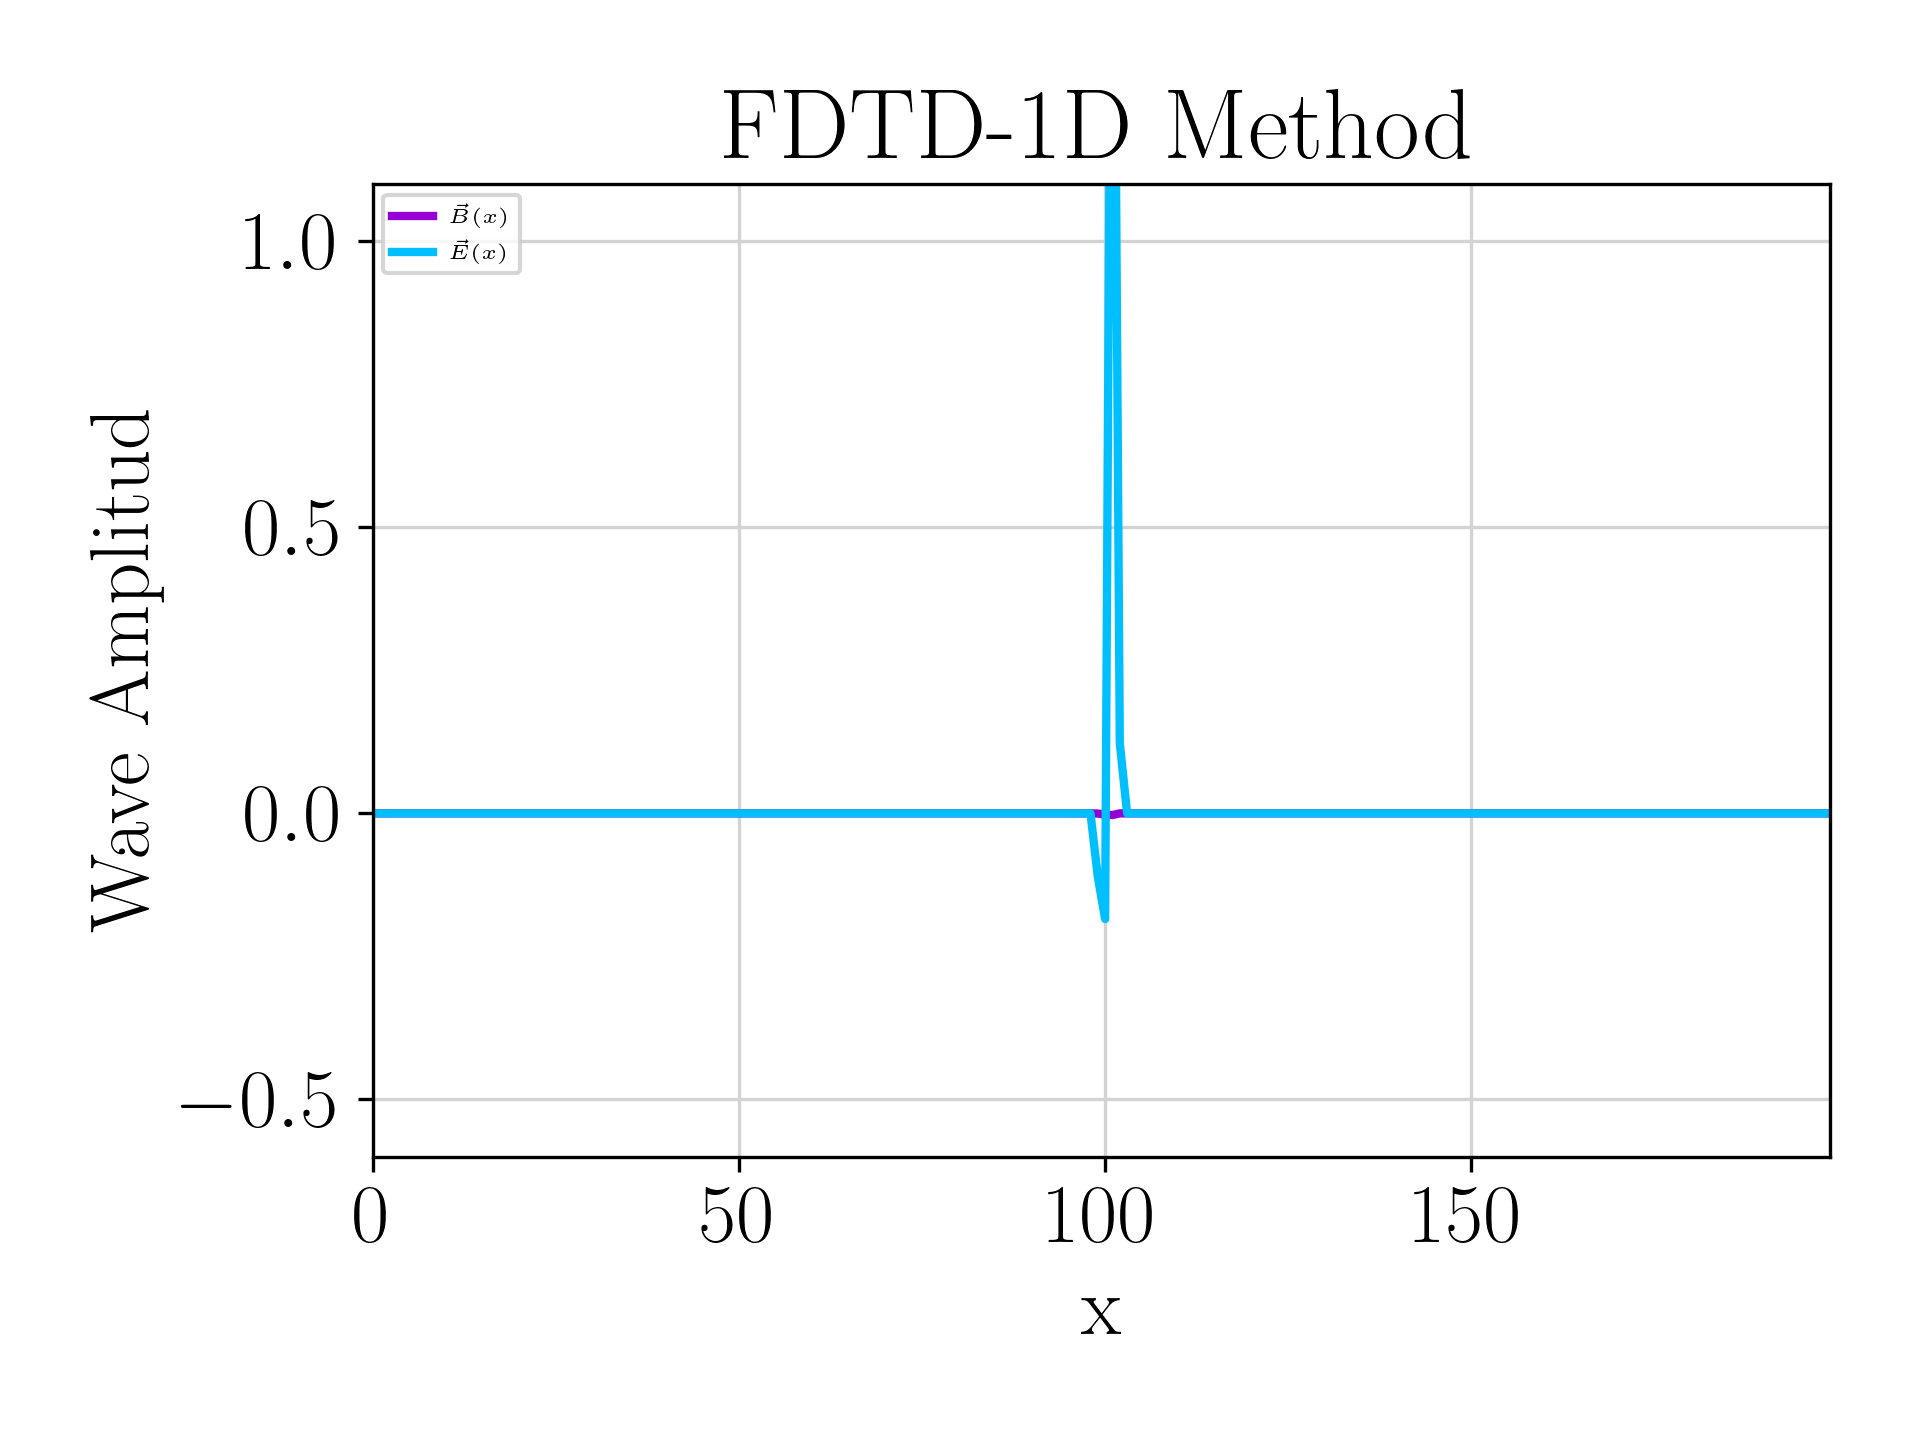 FDTD-1D Method
$\vec{B}(x)$
$\vec{E}(x)$
1.0
0.5
0.0
−0.5
Wave Amplitud
0 50 100 150
x